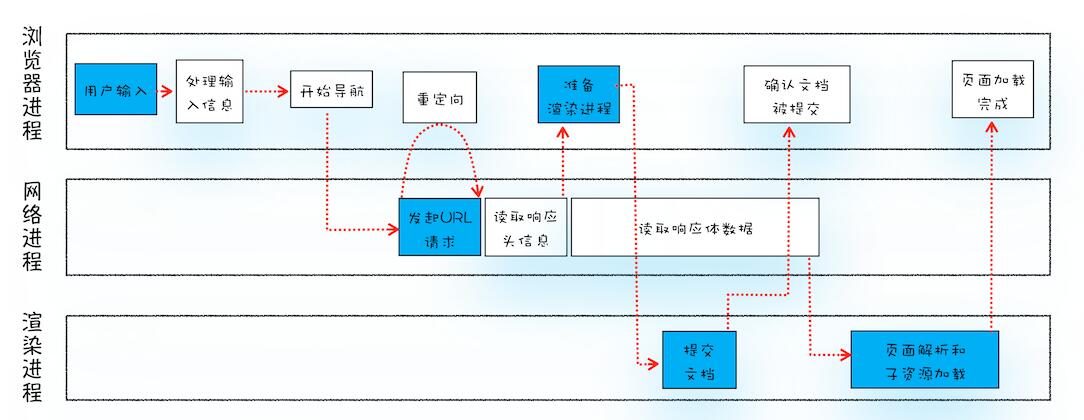 浏览器进程
用户输入
处理输
入信息
开始导航
重定向
准备
渲染进程
确认文档
被提交
页面加载
完成
网络进程
发起URL
请求
读取响应
头信息
读取响应体数据
渲染进程
提交
文档
页面解析和
子资源加载